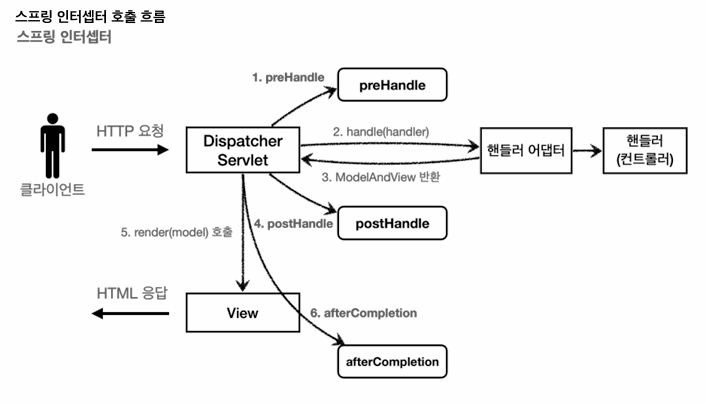 스프링 인터셉터 호출 흐름
스프링 인터셉터
1. preHandle
preHandle
HTTP 요청
클라이언트
Dispatcher
Servlet
2. handle(handler)
3. ModelAndView 반환
핸들러 어댑터
핸들러
(컨트롤러)
4. postHandle
postHandle
5. render(model) 호출
HTML 응답
View
6. afterCompletion
afterCompletion